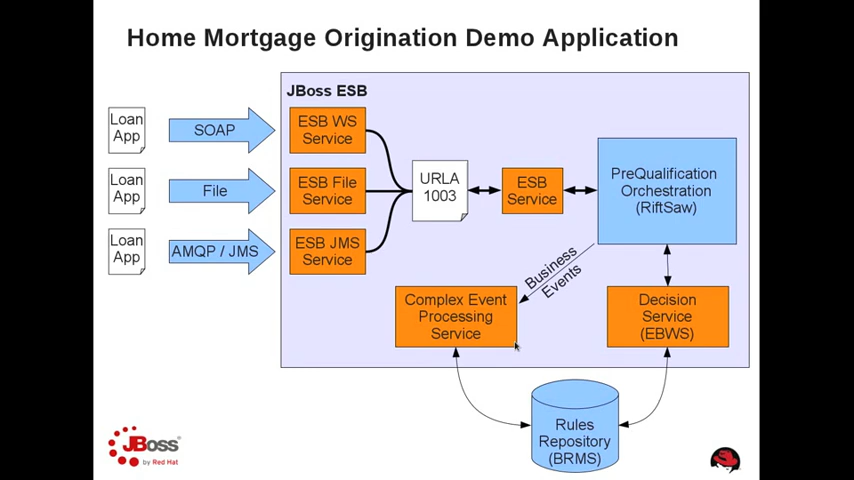 Home Mortgage Origination Demo Application
JBoss ESB
Loan
App
SOAP
ESB WS
Service
Loan
App
File
ESB File
Service
Loan
App
AMQP / JMS
ESB JMS
Service
URLA
1003
ESB
Service
PreQualification
Orchestration
(RiftSaw)
Business
Events
Complex Event
Processing
Service
Decision
Service
(EBWS)
Rules
Repository
(BRMS)
JBoss
by Red Hat